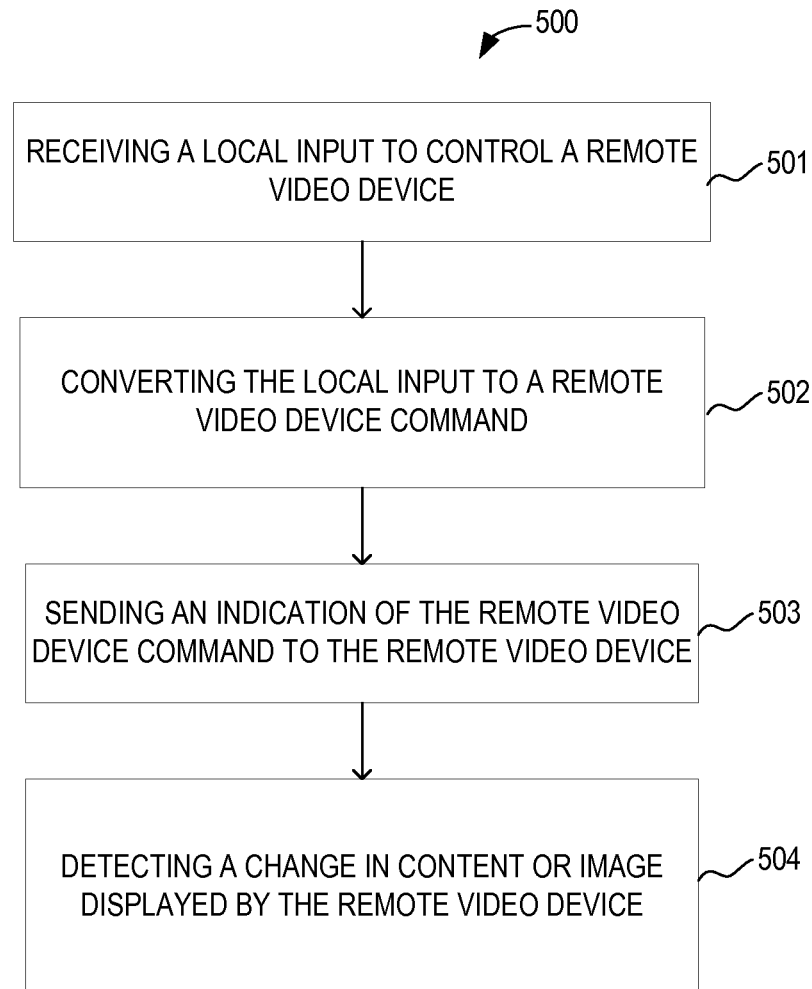 500
RECEIVING A LOCAL INPUT TO CONTROL A REMOTE
VIDEO DEVICE
501
CONVERTING THE LOCAL INPUT TO A REMOTE
VIDEO DEVICE COMMAND
502
SENDING AN INDICATION OF THE REMOTE VIDEO
DEVICE COMMAND TO THE REMOTE VIDEO DEVICE
503
DETECTING A CHANGE IN CONTENT OR IMAGE
DISPLAYED BY THE REMOTE VIDEO DEVICE
504